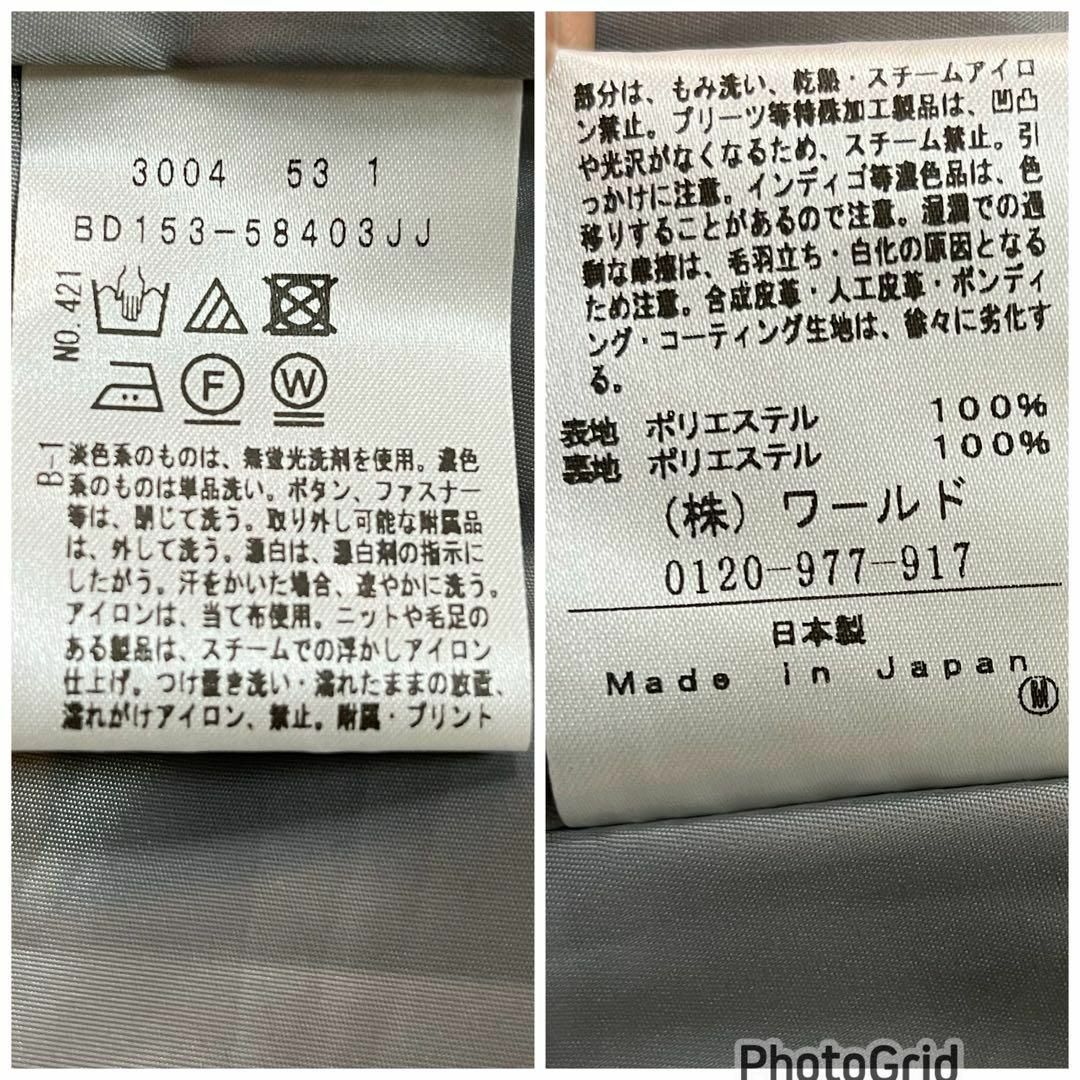 3004 53 1
BD153-58403JJ
NO.421
F W
B-1
淡色系のものは、無蛍光洗剤を使用。濃色
系のものは単品洗い。ボタン、ファスナー
等は、閉じて洗う。取り外し可能な附属品
は、外して洗う。漂白は、漂白剤の指示に
したがう。汗をかいた場合、速やかに洗う。
アイロンは、当て布使用。ニットや毛足の
ある製品は、スチームでの浮かしアイロン
仕上げ。つけ置き洗い・濡れたままの放置、
濡れがけアイロン、禁止。附属・プリント
部分は、もみ洗い、乾熱・スチームアイロ
ン禁止。プリーツ等特殊加工製品は、凹凸
や光沢がなくなるため、スチーム禁止。引
っかけに注意。インディゴ等濃色品は、色
移りすることがあるので注意。湿潤での過
剰な摩擦は、毛羽立ち・白化の原因となる
ため注意。合成皮革・人工皮革・ボンディ
ング・コーティング生地は、徐々に劣化す
る。
表地 ポリエステル 100%
裏地 ポリエステル 100%
(株) ワールド
0120-977-917
日本製
Made in Japan
M
PhotoGrid